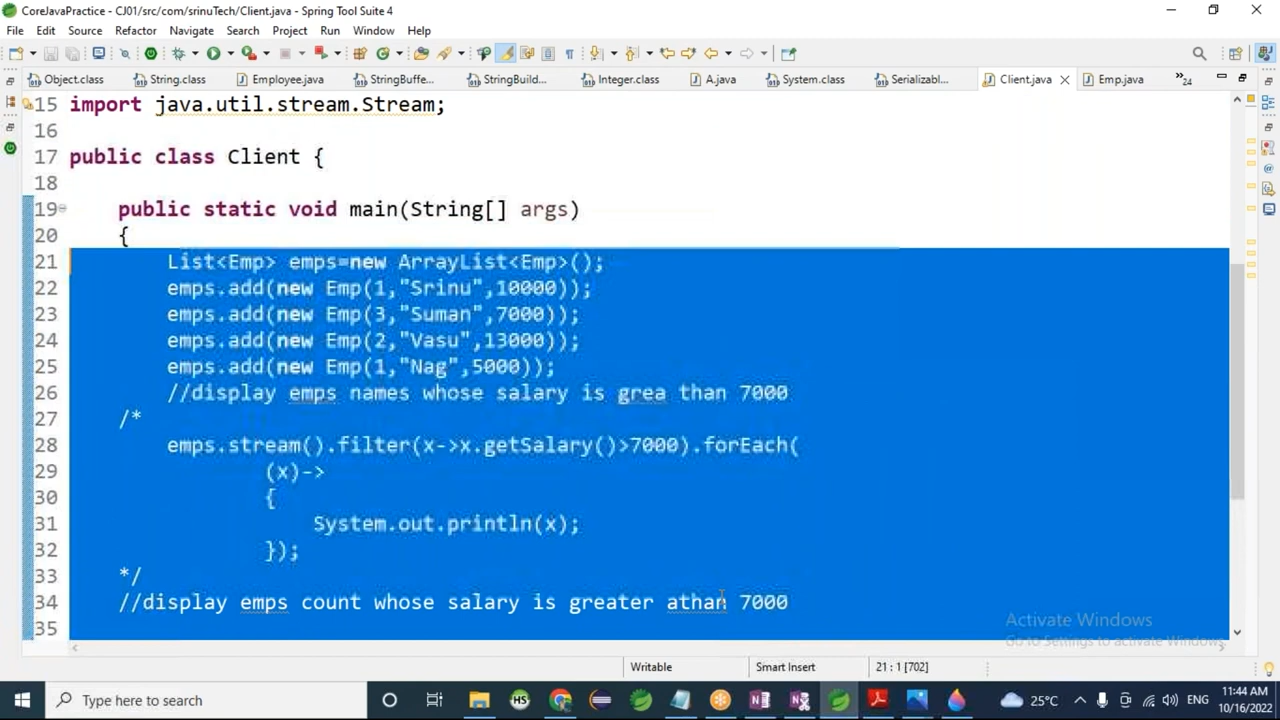 CoreJavaPractice - CJ01/src/com/srinuTech/Client.java - Spring Tool Suite 4
File Edit Source Refactor Navigate Search Project Run Window Help
Object.class String.class Employee.java StringBuffe... StringBuild... Integer.class A.java System.class Serializabl... Client.java Emp.java »24
15 import java.util.stream.Stream;
16
17 public class Client {
18
19 public static void main(String[] args)
20 {
21 List<Emp> emps=new ArrayList<Emp>();
22 emps.add(new Emp(1,"Srinu",10000));
23 emps.add(new Emp(3,"Suman",7000));
24 emps.add(new Emp(2,"Vasu",13000));
25 emps.add(new Emp(1,"Nag",5000));
26 //display emps names whose salary is grea than 7000
27 /*
28 emps.stream().filter(x->x.getSalary()>7000).forEach(
29 (x)->
30 {
31 System.out.println(x);
32 });
33 */
34 //display emps count whose salary is greater athan 7000
35
Activate Windows
Go to Settings to activate Windows.
Writable Smart Insert 21 : 1 [702]
Type here to search
25°C ENG 11:44 AM
10/16/2022